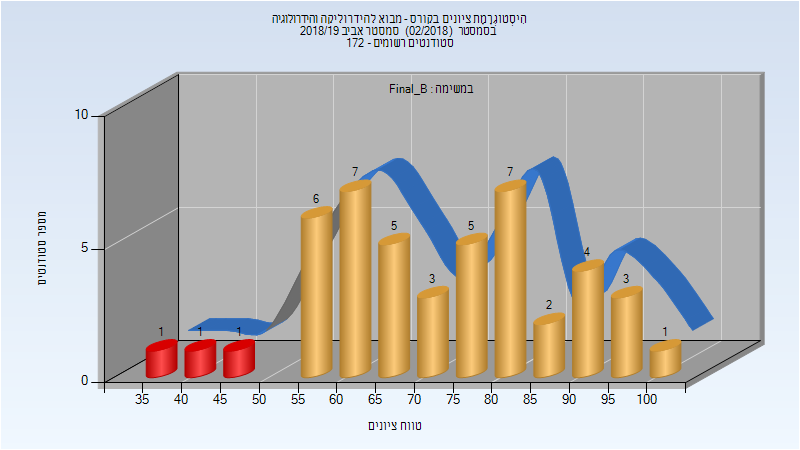 היסטוגרמת ציונים בקורס - מבוא להידרוליקה והידרולוגיה
בסמסטר (02/2018) סמסטר אביב 2018/19
סטודנטים רשומים - 172
במשימה : Final_B
מספר סטודנטים
10
5
0
1 1 1 6 7 5 3 5 7 2 4 3 1
35 40 45 50 55 60 65 70 75 80 85 90 95 100
טווח ציונים